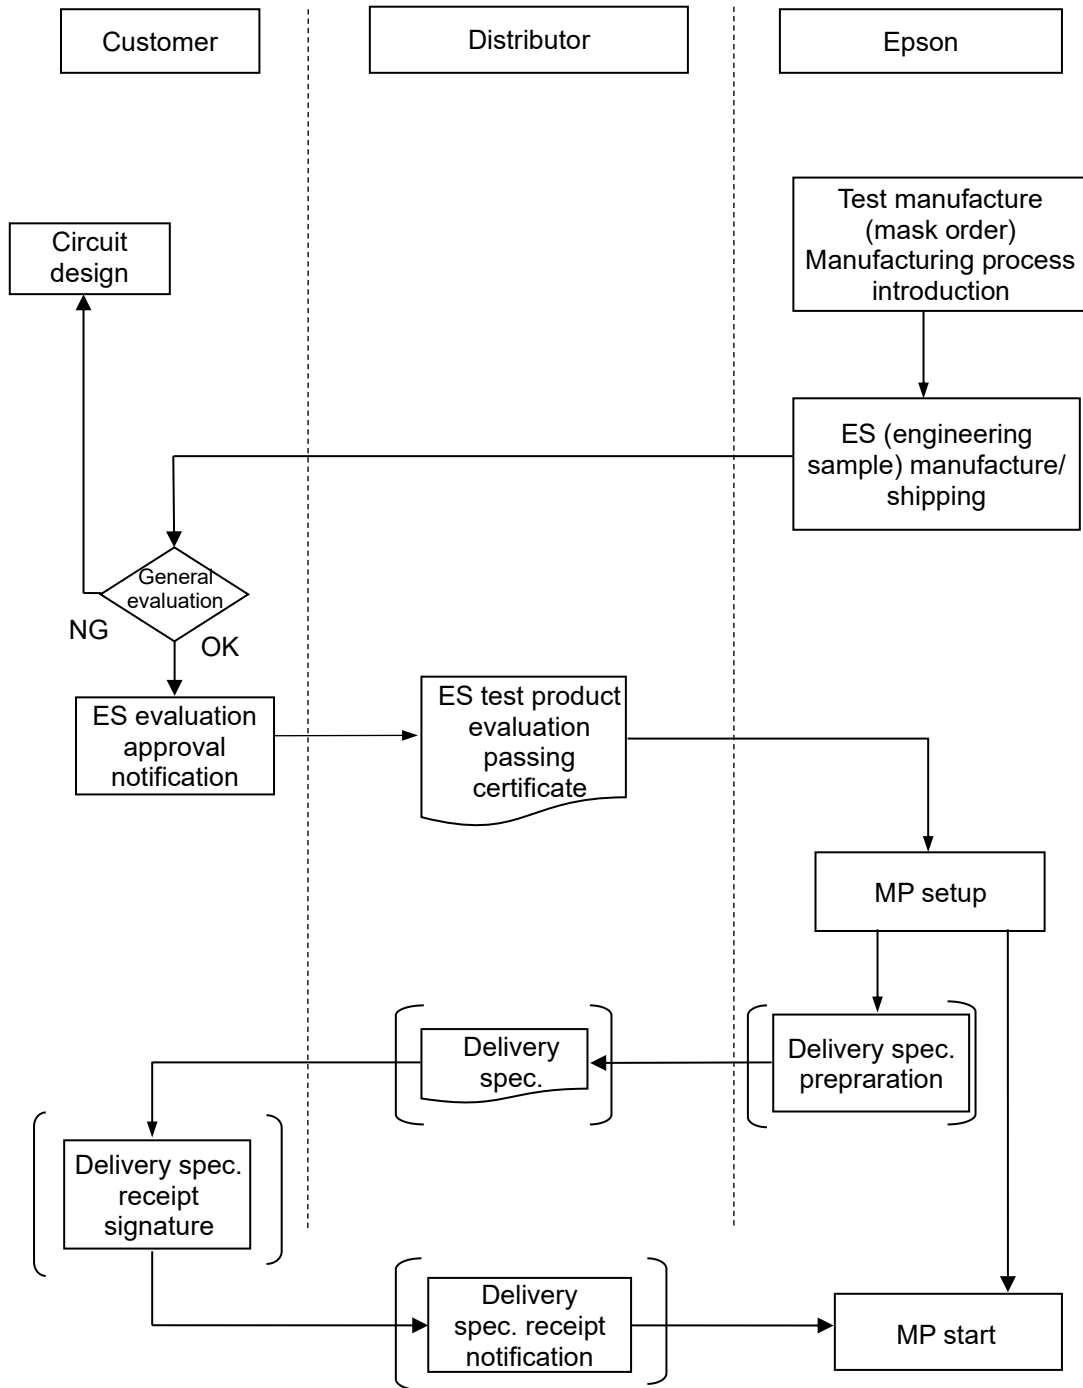 Customer
Distributor
Epson
Test manufacture
(mask order)
Manufacturing process
introduction
Circuit
design
ES (engineering
sample) manufacture/
shipping
General
evaluation
NG
OK
ES evaluation
approval
notification
ES test product
evaluation
passing
certificate
MP setup
Delivery
spec.
Delivery spec.
prepraration
Delivery spec.
receipt
signature
Delivery
spec. receipt
notification
MP start